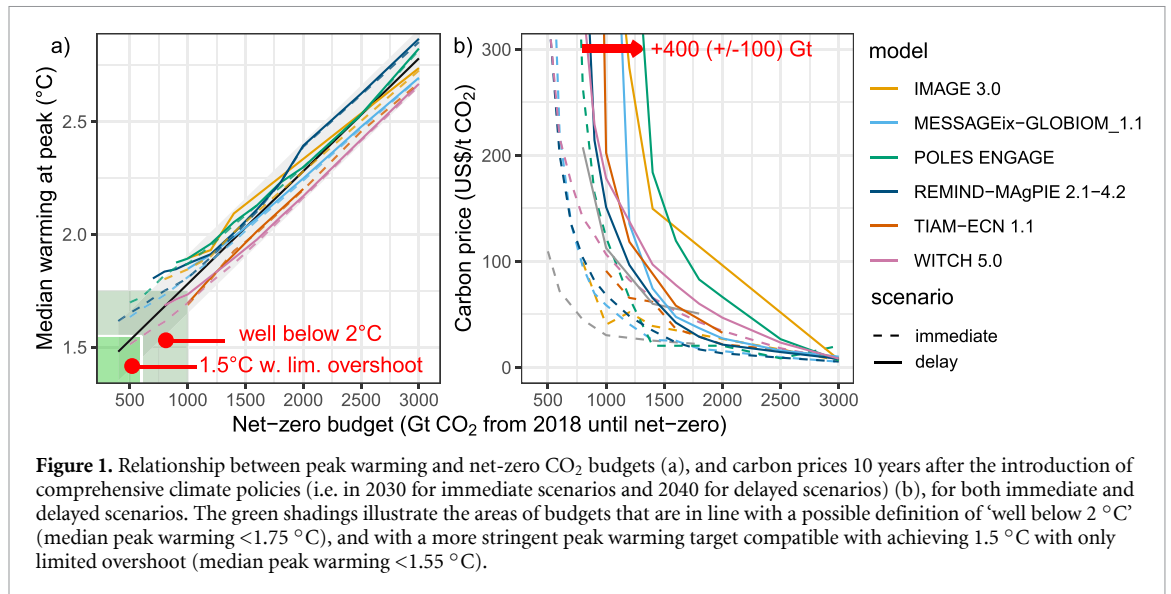 a)
b)
Median warming at peak (°C)
2.5
2.0
1.5
well below 2°C
1.5°C w. lim. overshoot
500 1000 1500 2000 2500 3000
Carbon price (US$/t CO2)
300
200
100
0
+400 (+/-100) Gt
500 1000 1500 2000 2500 3000
Net−zero budget (Gt CO2 from 2018 until net−zero)
model
IMAGE 3.0
MESSAGEix−GLOBIOM_1.1
POLES ENGAGE
REMIND−MAgPIE 2.1−4.2
TIAM−ECN 1.1
WITCH 5.0
scenario
immediate
delay
Figure 1. Relationship between peak warming and net-zero CO2 budgets (a), and carbon prices 10 years after the introduction of
comprehensive climate policies (i.e. in 2030 for immediate scenarios and 2040 for delayed scenarios) (b), for both immediate and
delayed scenarios. The green shadings illustrate the areas of budgets that are in line with a possible definition of ‘well below 2 °C’
(median peak warming <1.75 °C), and with a more stringent peak warming target compatible with achieving 1.5 °C with only
limited overshoot (median peak warming <1.55 °C).